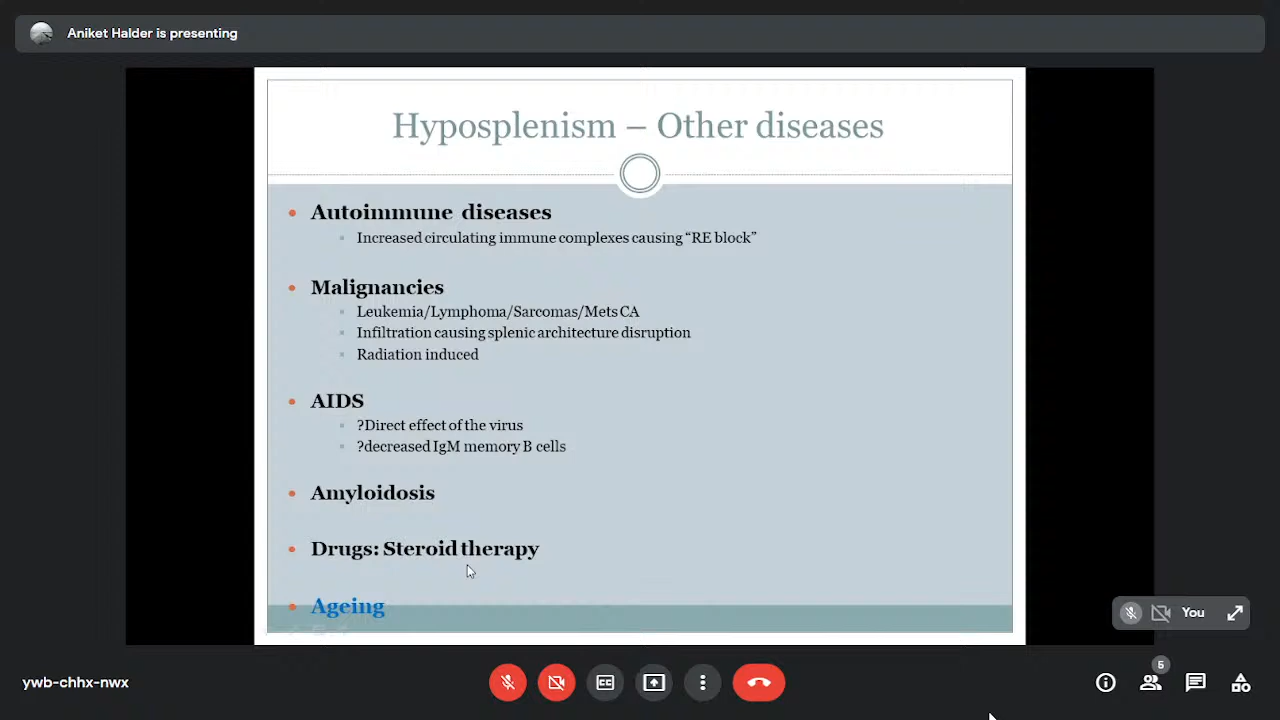 Aniket Halder is presenting
Hyposplenism – Other diseases
• Autoimmune diseases
Increased circulating immune complexes causing “RE block”
• Malignancies
Leukemia/Lymphoma/Sarcomas/Mets CA
Infiltration causing splenic architecture disruption
Radiation induced
• AIDS
?Direct effect of the virus
?decreased IgM memory B cells
• Amyloidosis
• Drugs: Steroid therapy
• Ageing
You
ywb-chhx-nwx
CC
5